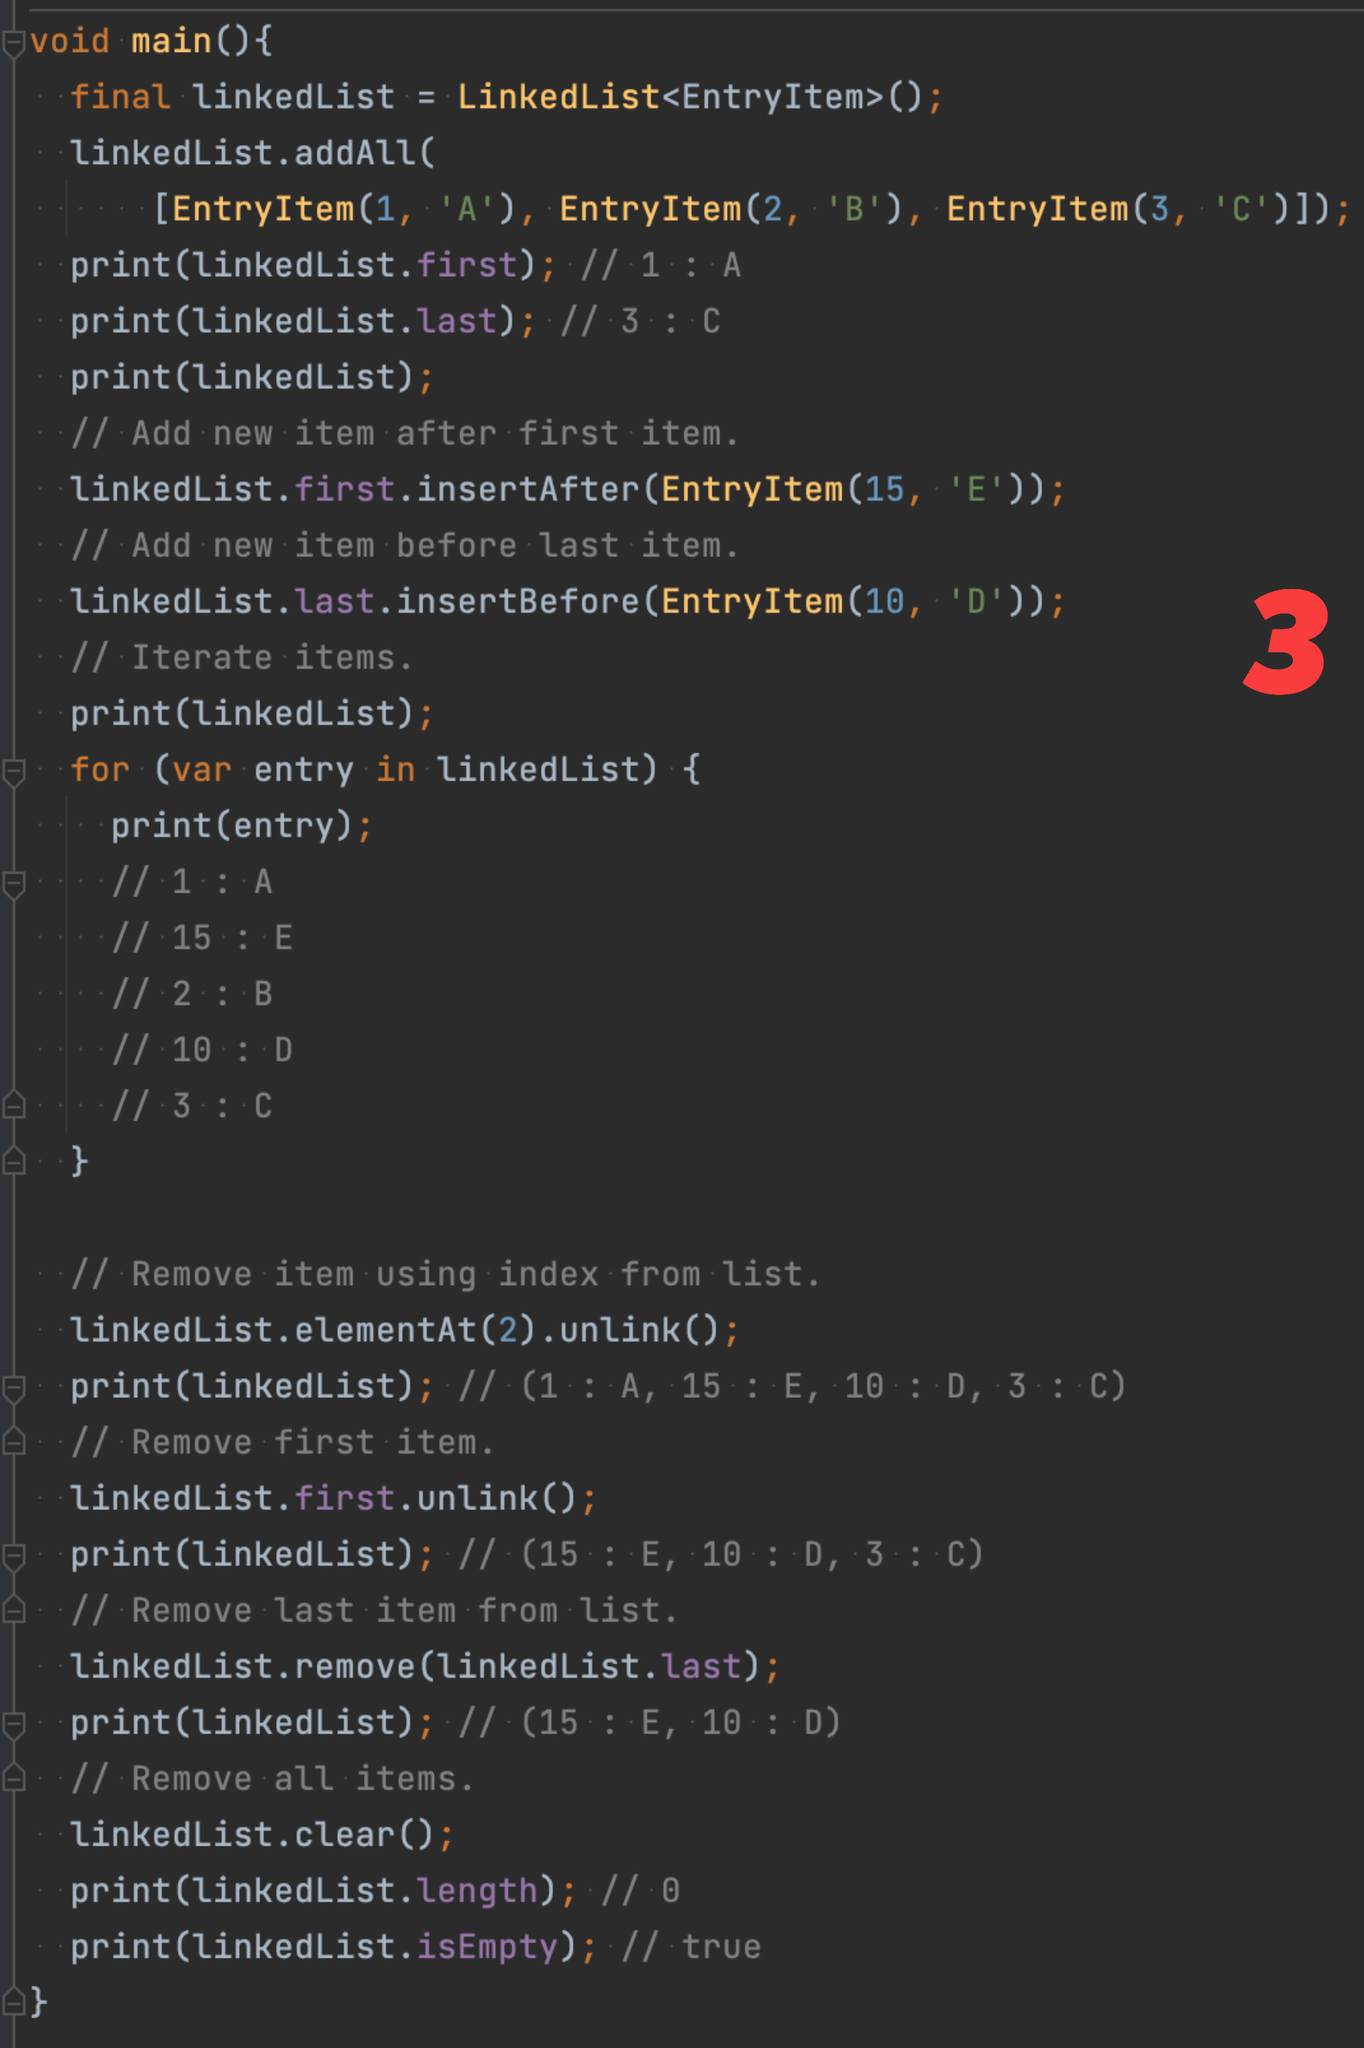 void main(){
  final linkedList = LinkedList<EntryItem>();
  linkedList.addAll(
      [EntryItem(1, 'A'), EntryItem(2, 'B'), EntryItem(3, 'C')]);
  print(linkedList.first); // 1 : A
  print(linkedList.last); // 3 : C
  print(linkedList);
  // Add new item after first item.
  linkedList.first.insertAfter(EntryItem(15, 'E'));
  // Add new item before last item.
  linkedList.last.insertBefore(EntryItem(10, 'D'));
3
  // Iterate items.
  print(linkedList);
  for (var entry in linkedList) {
    print(entry);
    // 1 : A
    // 15 : E
    // 2 : B
    // 10 : D
    // 3 : C
  }
  // Remove item using index from list.
  linkedList.elementAt(2).unlink();
  print(linkedList); // (1 : A, 15 : E, 10 : D, 3 : C)
  // Remove first item.
  linkedList.first.unlink();
  print(linkedList); // (15 : E, 10 : D, 3 : C)
  // Remove last item from list.
  linkedList.remove(linkedList.last);
  print(linkedList); // (15 : E, 10 : D)
  // Remove all items.
  linkedList.clear();
  print(linkedList.length); // 0
  print(linkedList.isEmpty); // true
}